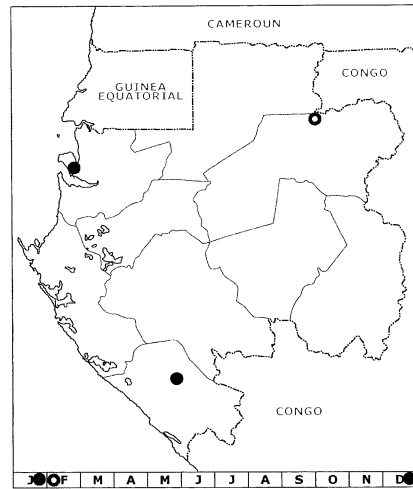 CAMEROUN
CONGO
GUINEA
EQUATORIAL
CONGO
J F M A M J J A S O N D